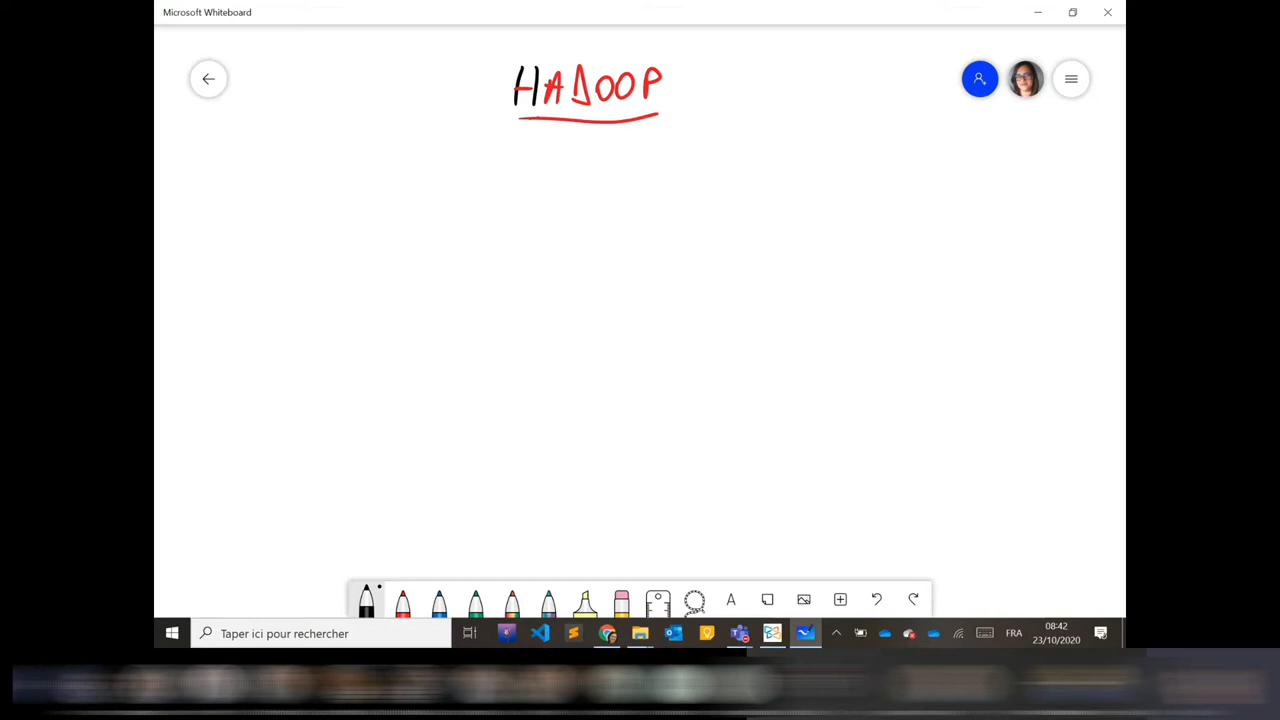 Microsoft Whiteboard
HADOOP
A
Taper ici pour rechercher
FRA
08:42
23/10/2020